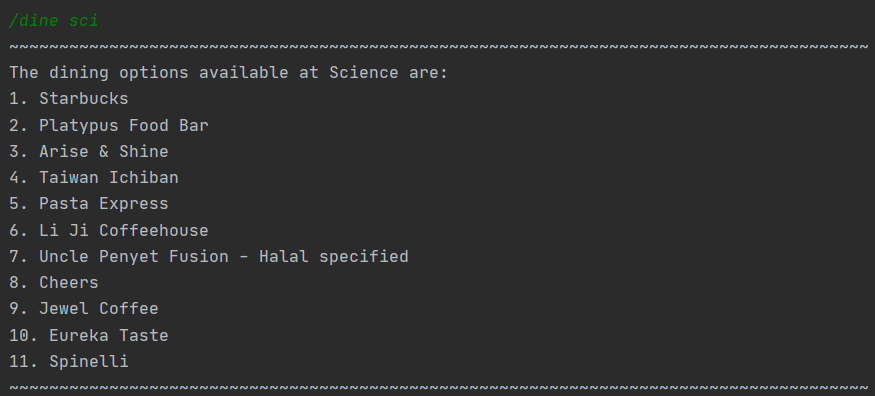 /dine sci
~~~~~~~~~~~~~~~~~~~~~~~~~~~~~~~~~~~~~~~~~~~~~~~~~~~~~~~~~~~~~~~~~~~~~~~~~~~~~~~~~~~~~~
The dining options available at Science are:
1. Starbucks
2. Platypus Food Bar
3. Arise & Shine
4. Taiwan Ichiban
5. Pasta Express
6. Li Ji Coffeehouse
7. Uncle Penyet Fusion - Halal specified
8. Cheers
9. Jewel Coffee
10. Eureka Taste
11. Spinelli
~~~~~~~~~~~~~~~~~~~~~~~~~~~~~~~~~~~~~~~~~~~~~~~~~~~~~~~~~~~~~~~~~~~~~~~~~~~~~~~~~~~~~~